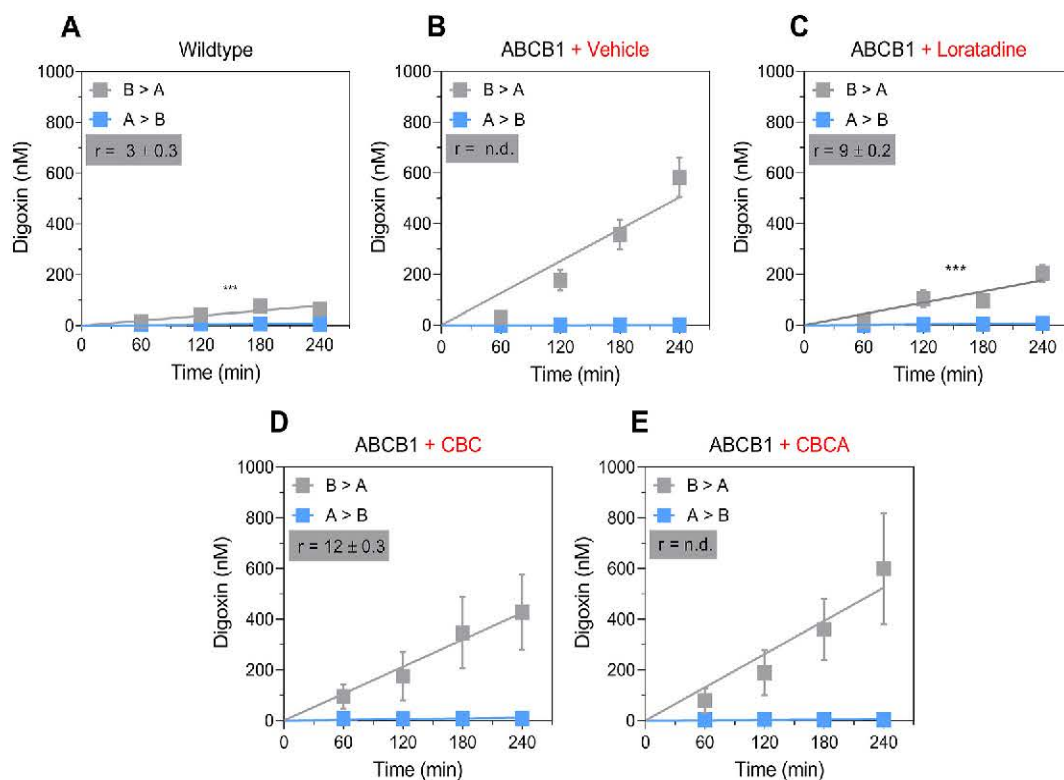 A
Wildtype
1000
800
600
400
200
0
Digoxin (nM)
B > A
A > B
r = 3 ± 0.3
***
0 60 120 180 240
Time (min)
B
ABCB1 + Vehicle
1000
800
600
400
200
0
Digoxin (nM)
B > A
A > B
r = n.d.
0 60 120 180 240
Time (min)
C
ABCB1 + Loratadine
1000
800
600
400
200
0
Digoxin (nM)
B > A
A > B
r = 9 ± 0.2
***
0 60 120 180 240
Time (min)
D
ABCB1 + CBC
1000
800
600
400
200
0
Digoxin (nM)
B > A
A > B
r = 12 ± 0.3
0 60 120 180 240
Time (min)
E
ABCB1 + CBCA
1000
800
600
400
200
0
Digoxin (nM)
B > A
A > B
r = n.d.
0 60 120 180 240
Time (min)